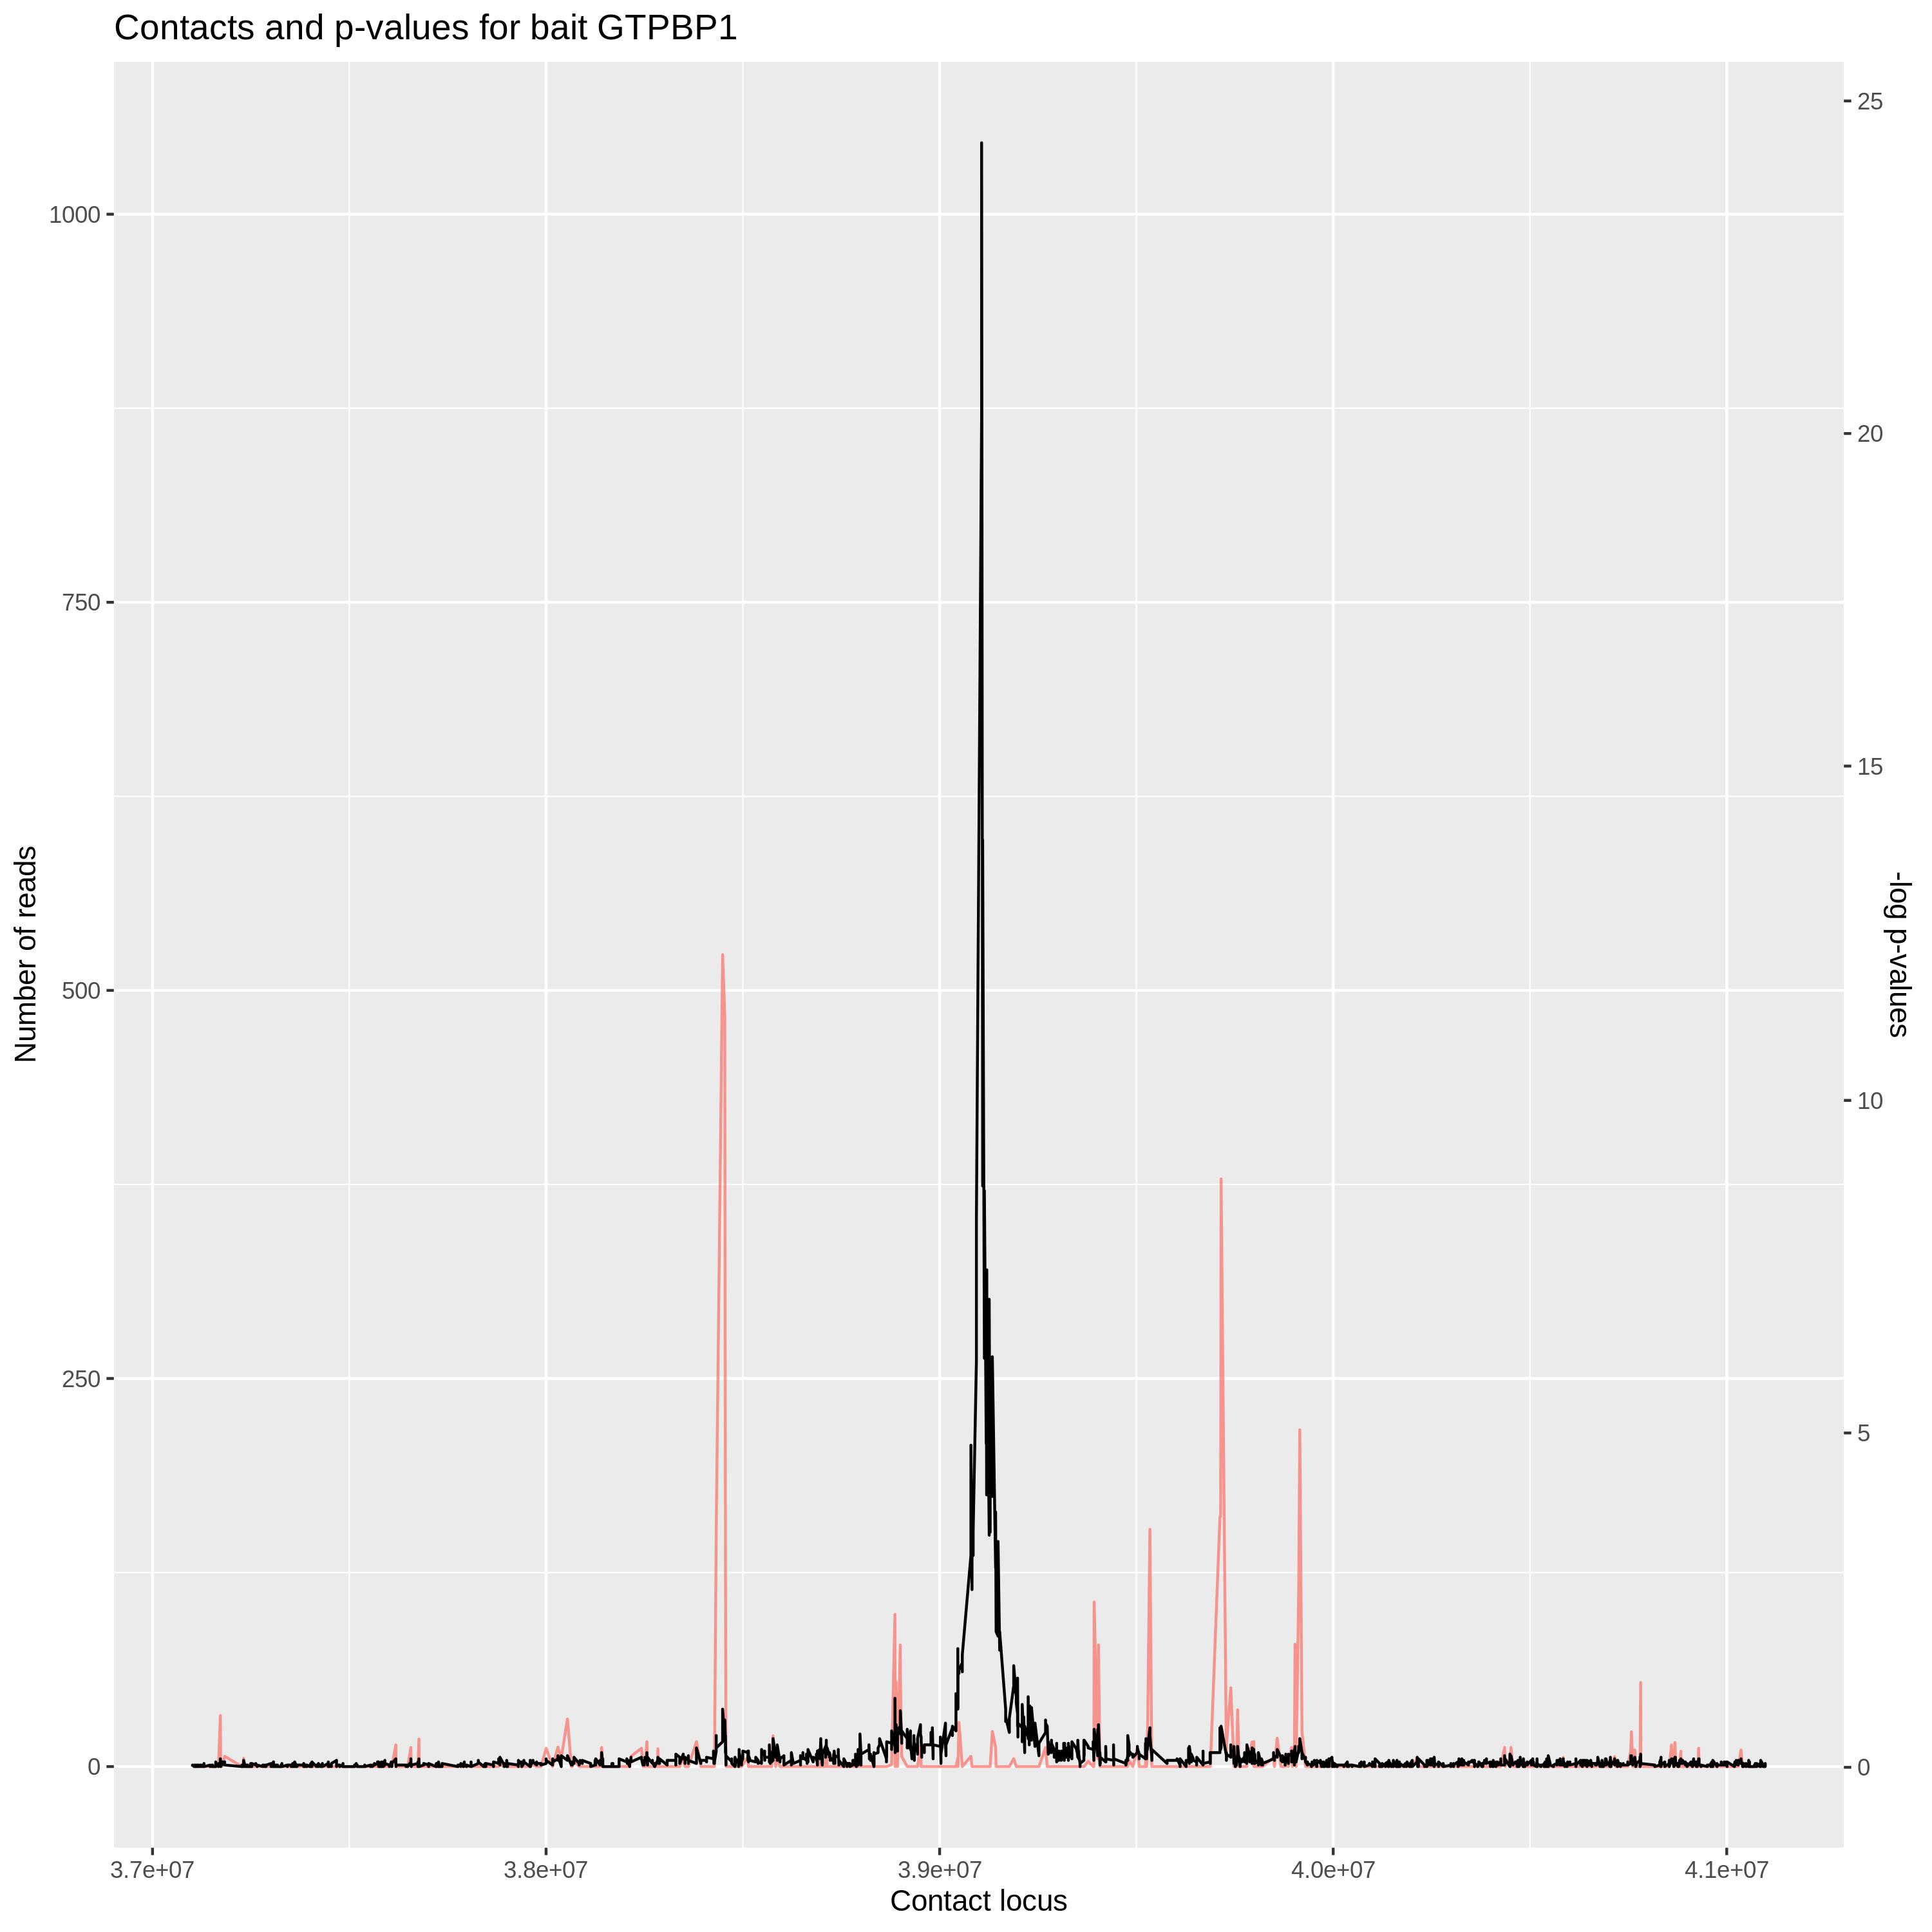 Contacts and p-values for bait GTPBP1
Number of reads
1000
750
500
250
0
25
20
15
10
5
0
-log p-values
3.7e+07
3.8e+07
3.9e+07
4.0e+07
4.1e+07
Contact locus